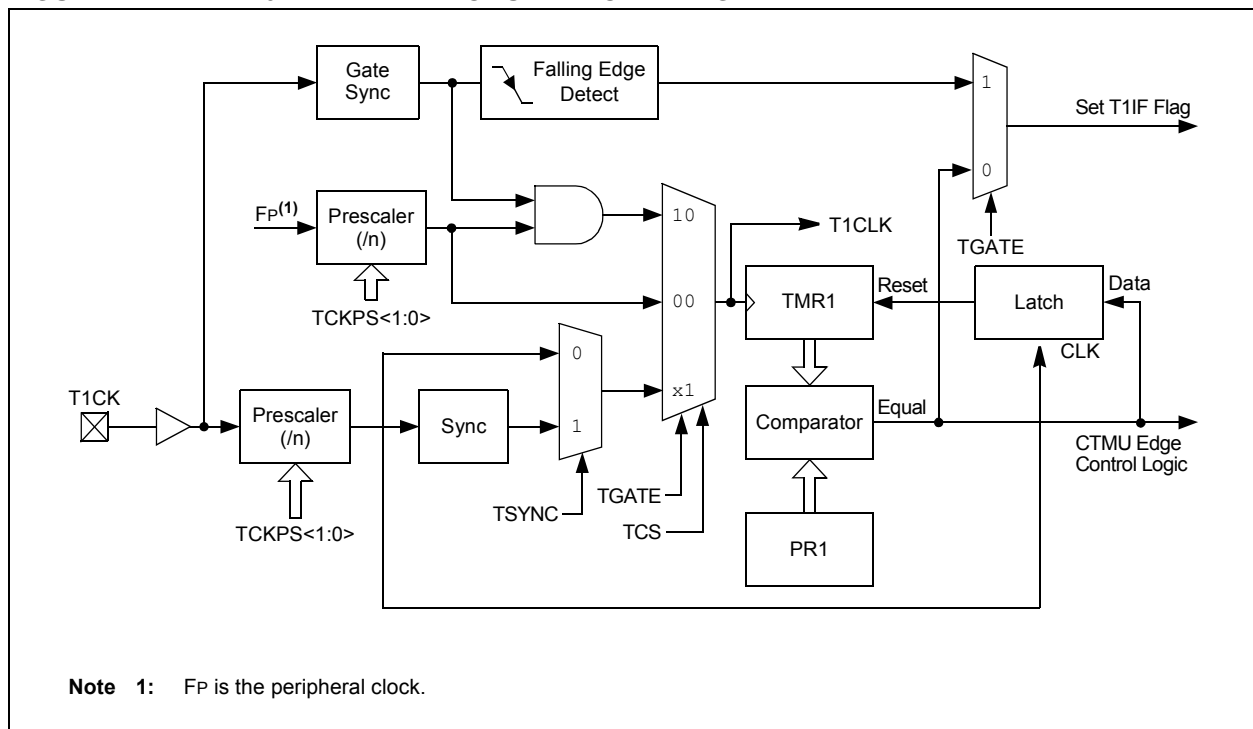 Gate
Sync
Falling Edge
Detect
1
Set T1IF Flag
0
FP(1)
Prescaler
(/n)
10
T1CLK
TGATE
TCKPS<1:0>
00
TMR1
Reset
Latch
Data
CLK
0
T1CK
Prescaler
(/n)
Sync
1
x1
Comparator
Equal
CTMU Edge
Control Logic
TGATE
TSYNC
TCS
TCKPS<1:0>
PR1
Note 1: FP is the peripheral clock.